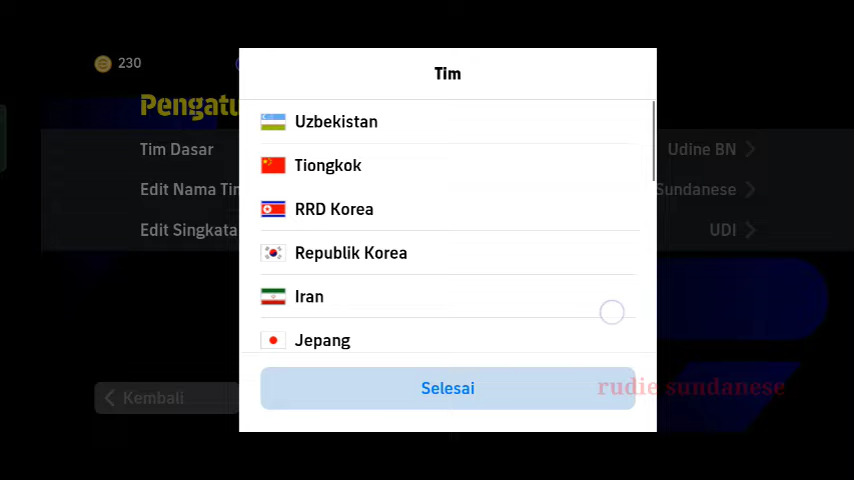 230
Tim
Pengatu
Uzbekistan
Tim Dasar
Udine BN
Tiongkok
Edit Nama Tin
Sundanese
RRD Korea
Edit Singkata
UDI
Republik Korea
Iran
Jepang
Selesai
rudie sundanese
Kembali